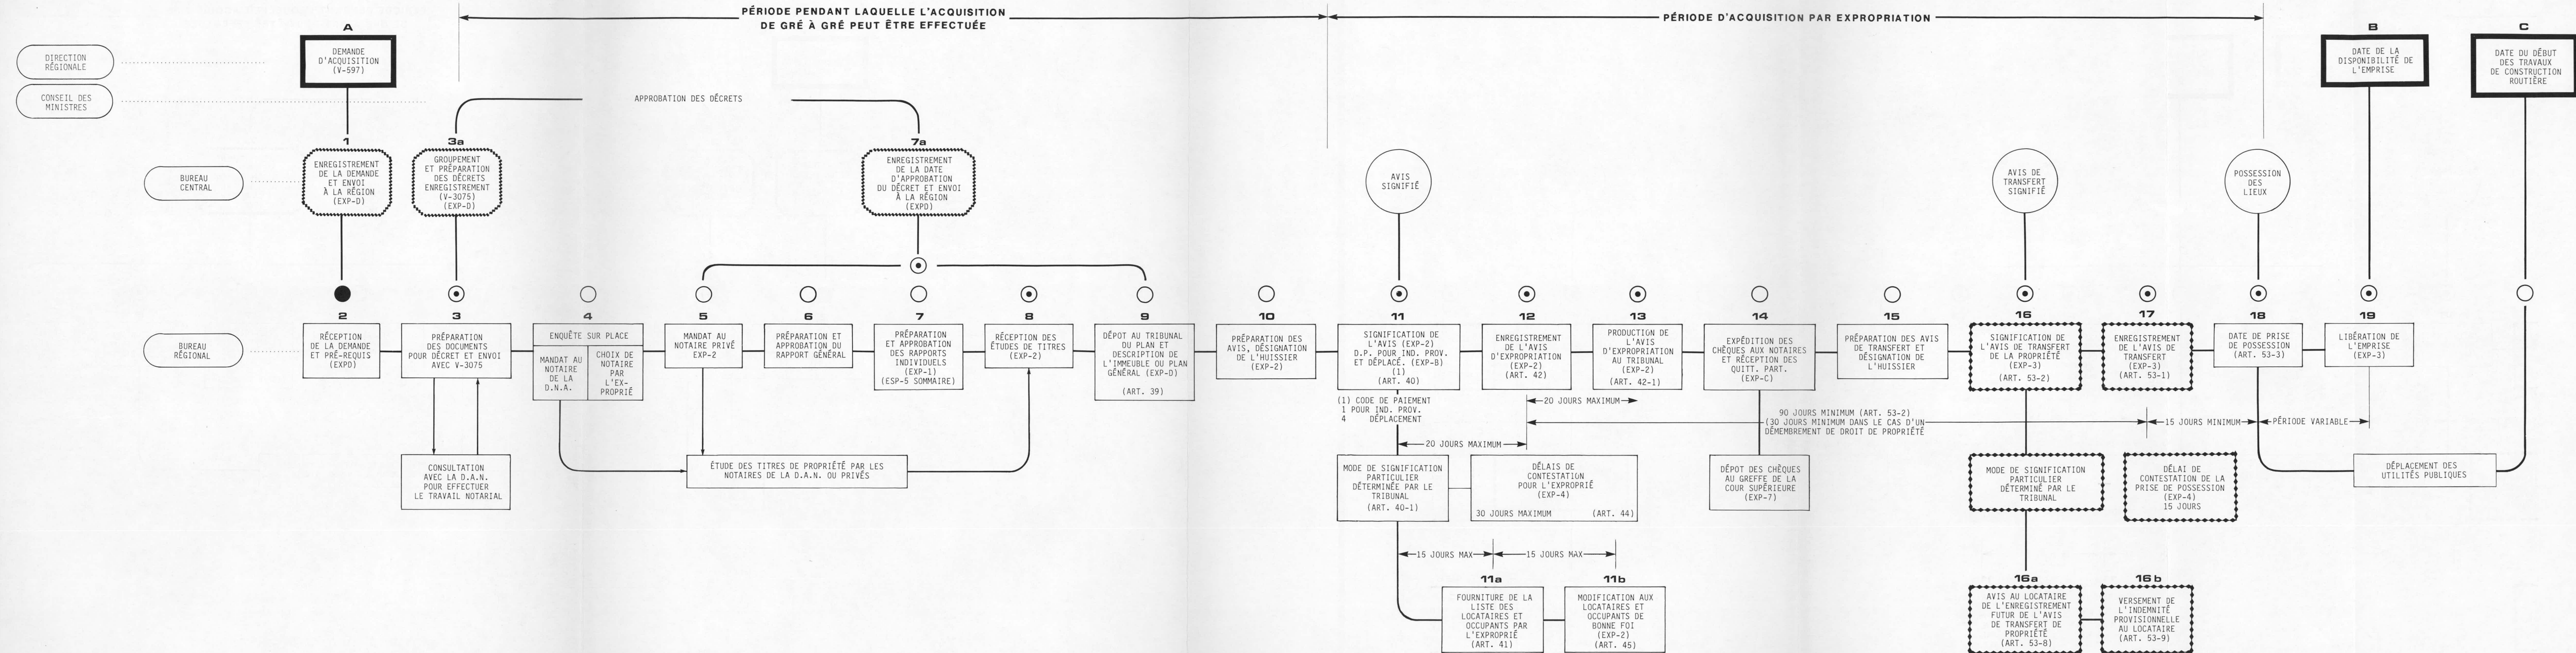 PÉRIODE PENDANT LAQUELLE L'ACQUISITION
DE GRÉ À GRÉ PEUT ÊTRE EFFECTUÉE
PÉRIODE D'ACQUISITION PAR EXPROPRIATION
DIRECTION
RÉGIONALE
A
DEMANDE
D'ACQUISITION
(V-597)
B
DATE DE LA
DISPONIBILITÉ DE
L'EMPRISE
C
DATE DU DÉBUT
DES TRAVAUX
DE CONSTRUCTION
ROUTIÈRE
CONSEIL DES
MINISTRES
APPROBATION DES DÉCRETS
BUREAU
CENTRAL
1
ENREGISTREMENT
DE LA DEMANDE
ET ENVOI
À LA RÉGION
(EXP-D)
3a
GROUPEMENT
ET PRÉPARATION
DES DÉCRETS
ENREGISTREMENT
(V-3075)
(EXP-D)
7a
ENREGISTREMENT
DE LA DATE
D'APPROBATION
DU DÉCRET ET ENVOI
À LA RÉGION
(EXPD)
AVIS
SIGNIFIÉ
AVIS DE
TRANSFERT
SIGNIFIÉ
POSSESSION
DES
LIEUX
BUREAU
RÉGIONAL
2
RÉCEPTION
DE LA DEMANDE
ET PRÉ-REQUIS
(EXPD)
3
PRÉPARATION
DES DOCUMENTS
POUR DÉCRET ET ENVOI
AVEC V-3075
4
ENQUÊTE SUR PLACE
MANDAT AU
NOTAIRE
DE LA
D.N.A.
CHOIX DE
NOTAIRE
PAR
L'EX-
PROPRIÉ
5
MANDAT AU
NOTAIRE PRIVÉ
EXP-2
6
PRÉPARATION ET
APPROBATION DU
RAPPORT GÉNÉRAL
7
PRÉPARATION
ET APPROBATION
DES RAPPORTS
INDIVIDUELS
(EXP-1)
(ESP-5 SOMMAIRE)
8
RÉCEPTION DES
ÉTUDES DE TITRES
(EXP-2)
9
DÉPOT AU TRIBUNAL
DU PLAN ET
DESCRIPTION DE
L'IMMEUBLE OU PLAN
GÉNÉRAL (EXP-D)
(ART. 39)
10
PRÉPARATION DES
AVIS, DÉSIGNATION
DE L'HUISSIER
(EXP-2)
11
SIGNIFICATION DE
L'AVIS (EXP-2)
D.P. POUR IND. PROV.
ET DÉPLACÉ. (EXP-B)
(1)
(ART. 40)
12
ENREGISTREMENT
DE L'AVIS
D'EXPROPRIATION
(EXP-2)
(ART. 42)
13
PRODUCTION DE
L'AVIS
D'EXPROPRIATION
AU TRIBUNAL
(EXP-2)
(ART. 42-1)
14
EXPÉDITION DES
CHÈQUES AUX NOTAIRES
ET RÉCEPTION DES
QUITT. PART.
(EXP-C)
15
PRÉPARATION DES AVIS
DE TRANSFERT ET
DÉSIGNATION DE
L'HUISSIER
16
SIGNIFICATION DE
L'AVIS DE TRANSFERT
DE LA PROPRIÉTÉ
(EXP-3)
(ART. 53-2)
17
ENREGISTREMENT
DE L'AVIS DE
TRANSFERT
(EXP-3)
(ART. 53-1)
18
DATE DE PRISE
DE POSSESSION
(ART. 53-3)
19
LIBÉRATION DE
L'EMPRISE
(EXP-3)
(1) CODE DE PAIEMENT
1 POUR IND. PROV.
4 DÉPLACEMENT
20 JOURS MAXIMUM
90 JOURS MINIMUM (ART. 53-2)
(30 JOURS MINIMUM DANS LE CAS D'UN
DÉMEMBREMENT DE DROIT DE PROPRIÉTÉ
15 JOURS MINIMUM
PÉRIODE VARIABLE
20 JOURS MAXIMUM
CONSULTATION
AVEC LA D.A.N.
POUR EFFECTUER
LE TRAVAIL NOTARIAL
ÉTUDE DES TITRES DE PROPRIÉTÉ PAR LES
NOTAIRES DE LA D.A.N. OU PRIVÉS
MODE DE SIGNIFICATION
PARTICULIER
DÉTERMINÉE PAR LE
TRIBUNAL
(ART. 40-1)
DÉLAIS DE
CONTESTATION
POUR L'EXPROPRIÉ
(EXP-4)
30 JOURS MAXIMUM (ART. 44)
DÉPOT DES CHÈQUES
AU GREFFE DE LA
COUR SUPÉRIEURE
(EXP-7)
MODE DE SIGNIFICATION
PARTICULIER
DÉTERMINÉ PAR LE
TRIBUNAL
DÉLAI DE
CONTESTATION DE LA
PRISE DE POSSESSION
(EXP-4)
15 JOURS
DÉPLACEMENT DES
UTILITÉS PUBLIQUES
15 JOURS MAX
15 JOURS MAX
11a
FOURNITURE DE LA
LISTE DES
LOCATAIRES ET
OCCUPANTS PAR
L'EXPROPRIÉ
(ART. 41)
11b
MODIFICATION AUX
LOCATAIRES ET
OCCUPANTS DE
BONNE FOI
(EXP-2)
(ART. 45)
16a
AVIS AU LOCATAIRE
DE L'ENREGISTREMENT
FUTUR DE L'AVIS
DE TRANSFERT DE
PROPRIÉTÉ
(ART. 53-8)
16b
VERSEMENT DE
L'INDEMNITÉ
PROVISIONNELLE
AU LOCATAIRE
(ART. 53-9)